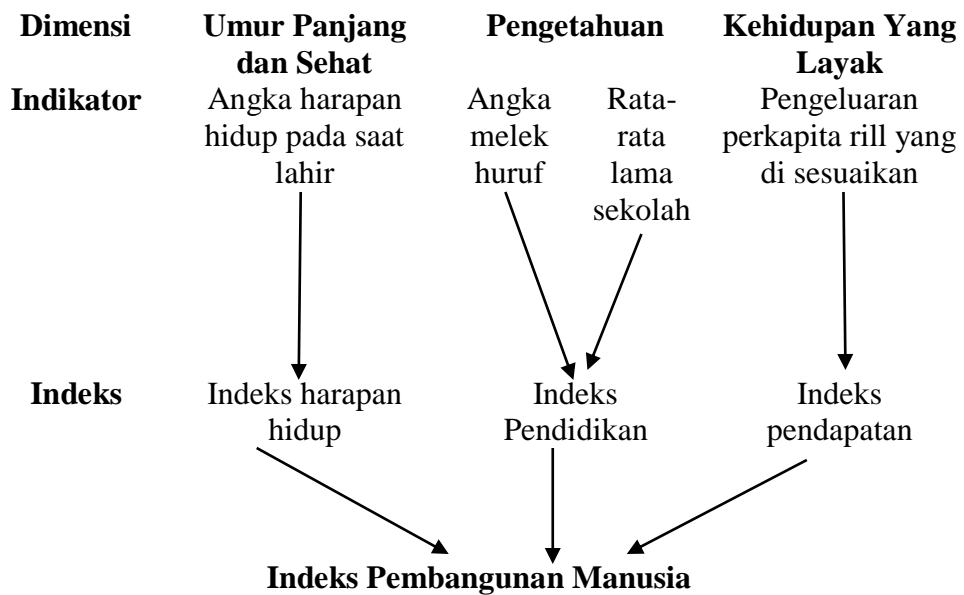 Dimensi Umur Panjang Pengetahuan Kehidupan Yang
dan Sehat Layak
Indikator Angka harapan Angka Rata- Pengeluaran
hidup pada saat melek rata perkapita rill yang
lahir huruf lama di sesuaikan
sekolah
Indeks Indeks harapan Indeks Indeks
hidup Pendidikan pendapatan
Indeks Pembangunan Manusia